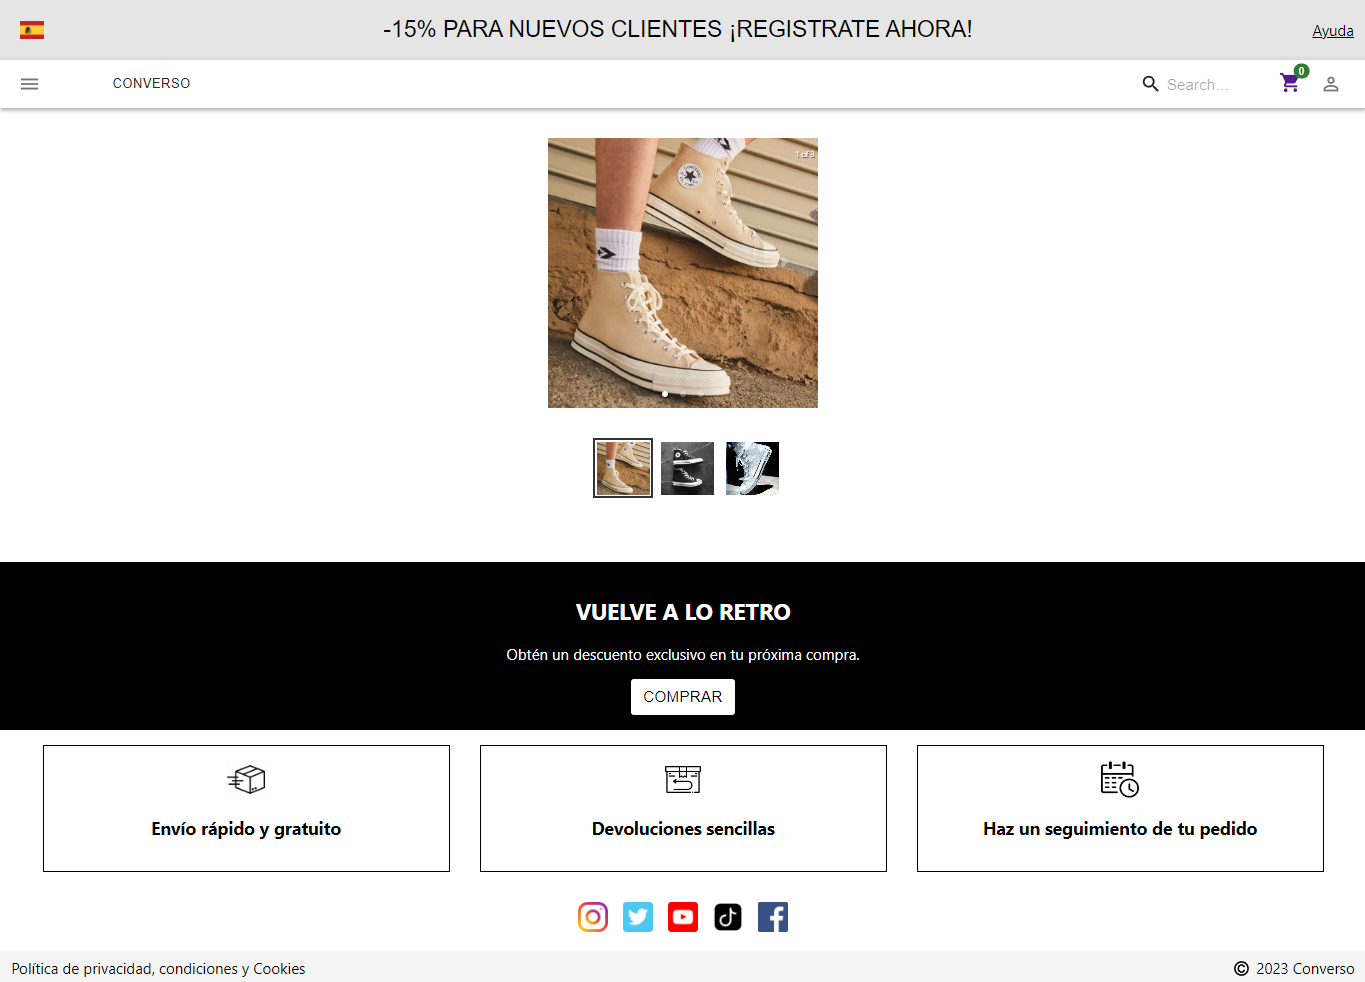 -15% PARA NUEVOS CLIENTES ¡REGISTRATE AHORA!
Ayuda
CONVERSO
Search…
0
1 of 3
VUELVE A LO RETRO
Obtén un descuento exclusivo en tu próxima compra.
COMPRAR
Envío rápido y gratuito
Devoluciones sencillas
Haz un seguimiento de tu pedido
Política de privacidad, condiciones y Cookies
© 2023 Converso